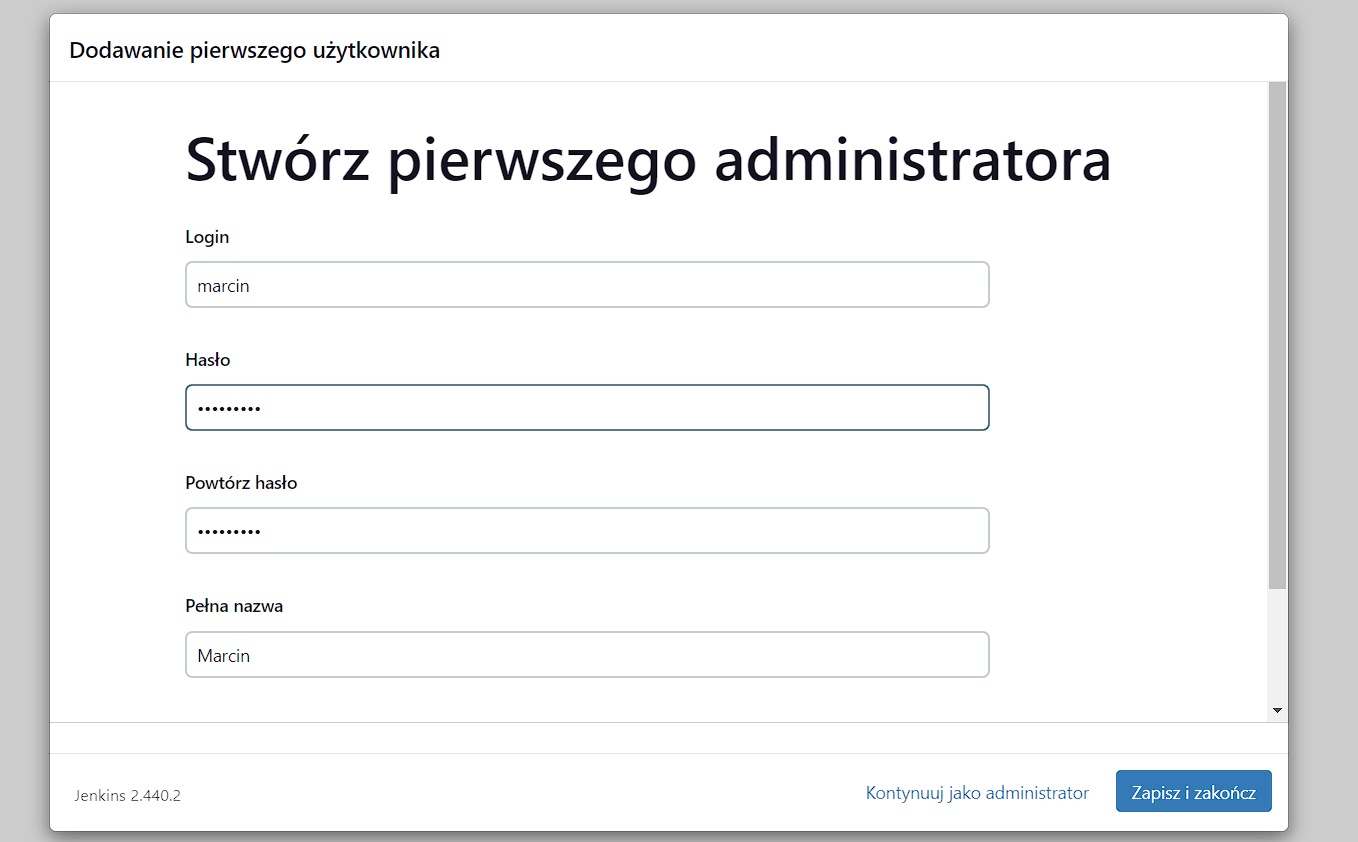 Dodawanie pierwszego użytkownika
Stwórz pierwszego administratora
Login
marcin
Hasło
•••••••••
Powtórz hasło
•••••••••
Pełna nazwa
Marcin
Jenkins 2.440.2
Kontynuuj jako administrator
Zapisz i zakończ